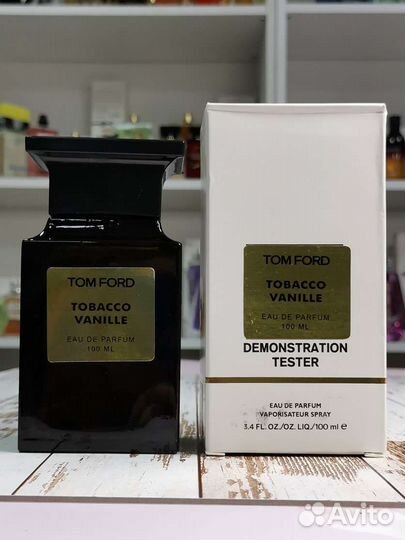 TOM FORD
TOBACCO
VANILLE
EAU DE PARFUM
100 ML
TOM FORD
TOBACCO
VANILLE
EAU DE PARFUM
100 ML
DEMONSTRATION
TESTER
EAU DE PARFUM
VAPORISATEUR SPRAY
3.4 FL. OZ./OZ. LIQ./100 ml ℮
Avito